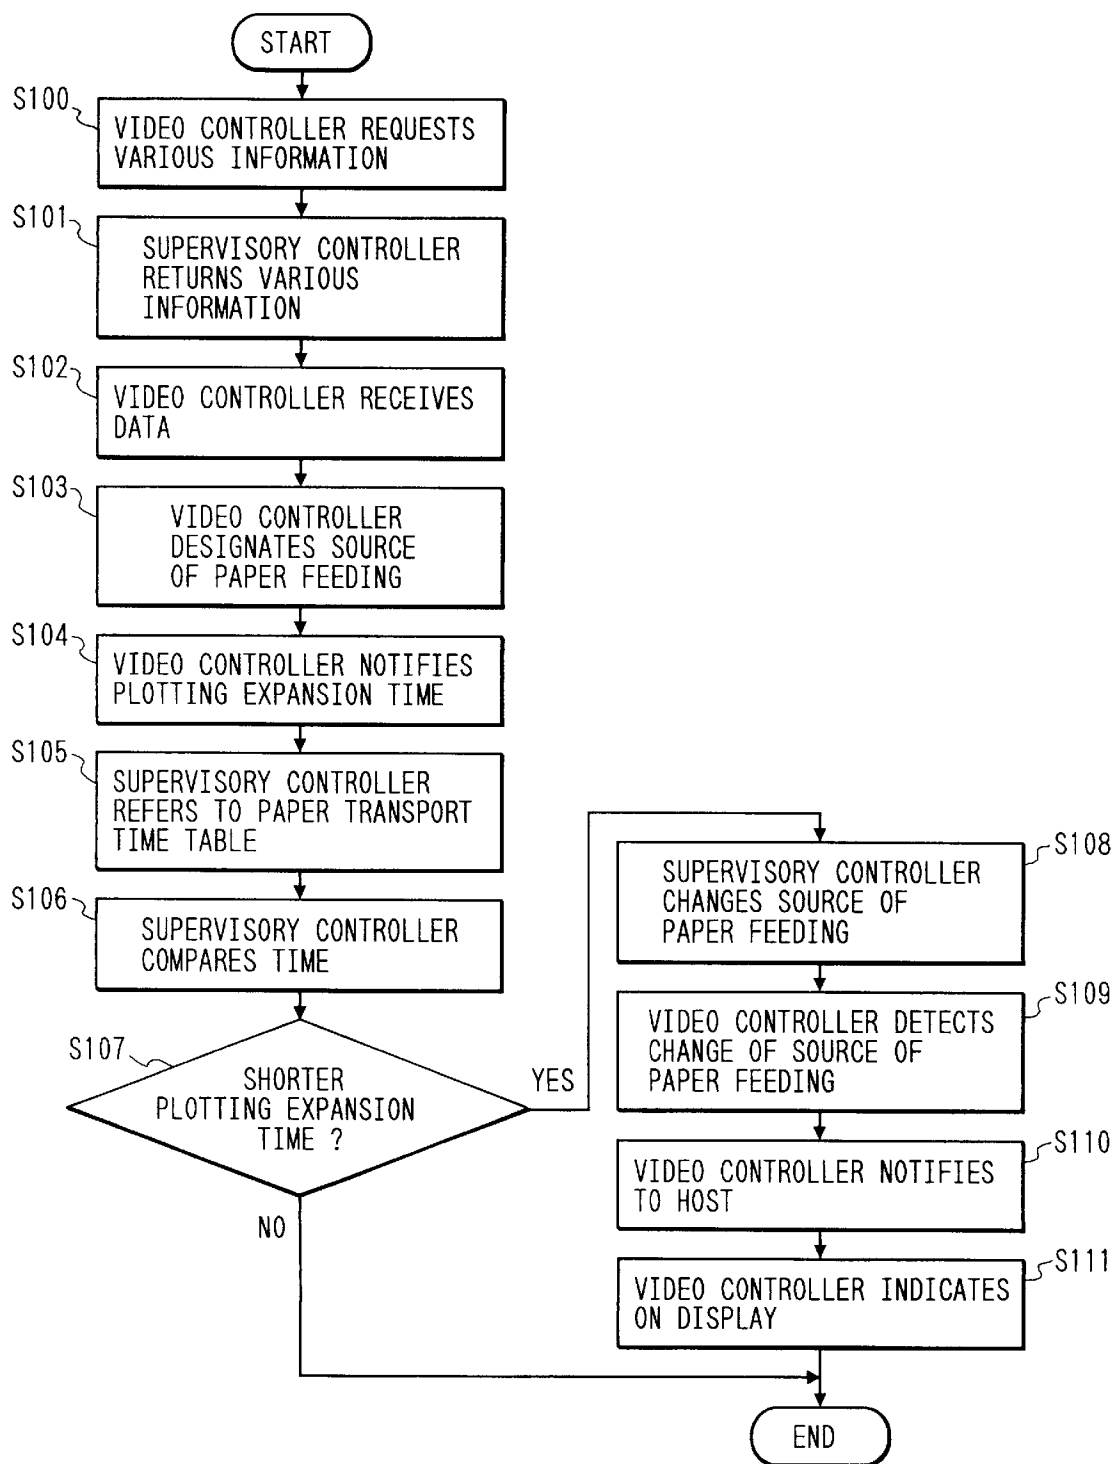 START
S100
VIDEO CONTROLLER REQUESTS
VARIOUS INFORMATION
S101
SUPERVISORY CONTROLLER
RETURNS VARIOUS
INFORMATION
S102
VIDEO CONTROLLER RECEIVES
DATA
S103
VIDEO CONTROLLER
DESIGNATES SOURCE
OF PAPER FEEDING
S104
VIDEO CONTROLLER NOTIFIES
PLOTTING EXPANSION TIME
S105
SUPERVISORY CONTROLLER
REFERS TO PAPER TRANSPORT
TIME TABLE
S106
SUPERVISORY CONTROLLER
COMPARES TIME
S107
SHORTER
PLOTTING EXPANSION
TIME ?
YES
NO
S108
SUPERVISORY CONTROLLER
CHANGES SOURCE OF
PAPER FEEDING
S109
VIDEO CONTROLLER DETECTS
CHANGE OF SOURCE OF
PAPER FEEDING
S110
VIDEO CONTROLLER NOTIFIES
TO HOST
S111
VIDEO CONTROLLER INDICATES
ON DISPLAY
END